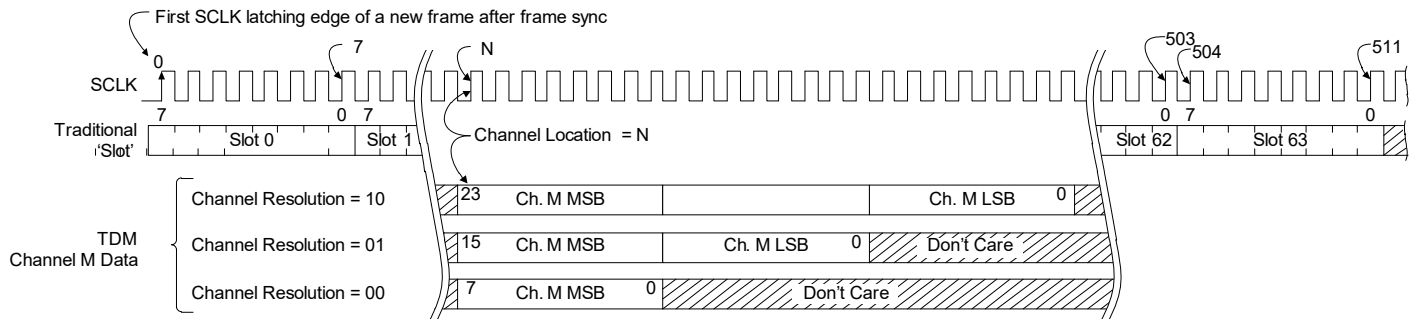 First SCLK latching edge of a new frame after frame sync
0 7 N 503 504 511
SCLK
7 0 7 0 7 0
Traditional 'Slot' Slot 0 Slot 1 Channel Location = N Slot 62 Slot 63
Channel Resolution = 10 23 Ch. M MSB Ch. M LSB 0
TDM Channel M Data
Channel Resolution = 01 15 Ch. M MSB Ch. M LSB 0 Don't Care
Channel Resolution = 00 7 Ch. M MSB 0 Don't Care